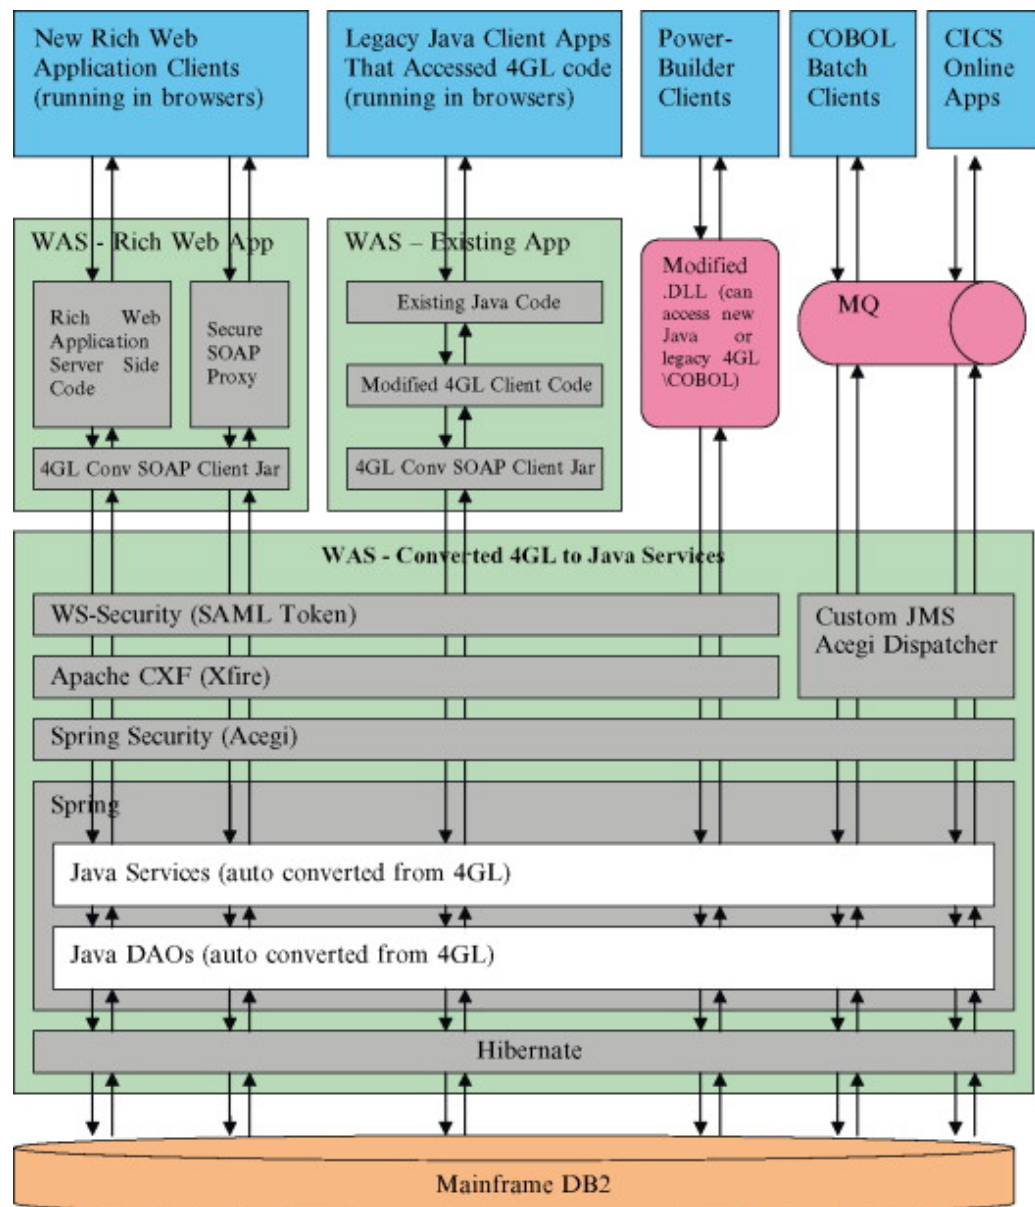 New Rich Web
Application Clients
(running in browsers)
Legacy Java Client Apps
That Accessed 4GL code
(running in browsers)
Power-
Builder
Clients
COBOL
Batch
Clients
CICS
Online
Apps
WAS - Rich Web App
Rich Web
Application
Server Side
Code
Secure
SOAP
Proxy
4GL Conv SOAP Client Jar
WAS – Existing App
Existing Java Code
Modified 4GL Client Code
4GL Conv SOAP Client Jar
Modified
.DLL (can
access new
Java or
legacy 4GL
\COBOL)
MQ
WAS - Converted 4GL to Java Services
WS-Security (SAML Token)
Apache CXF (Xfire)
Custom JMS
Acegi Dispatcher
Spring Security (Acegi)
Spring
Java Services (auto converted from 4GL)
Java DAOs (auto converted from 4GL)
Hibernate
Mainframe DB2